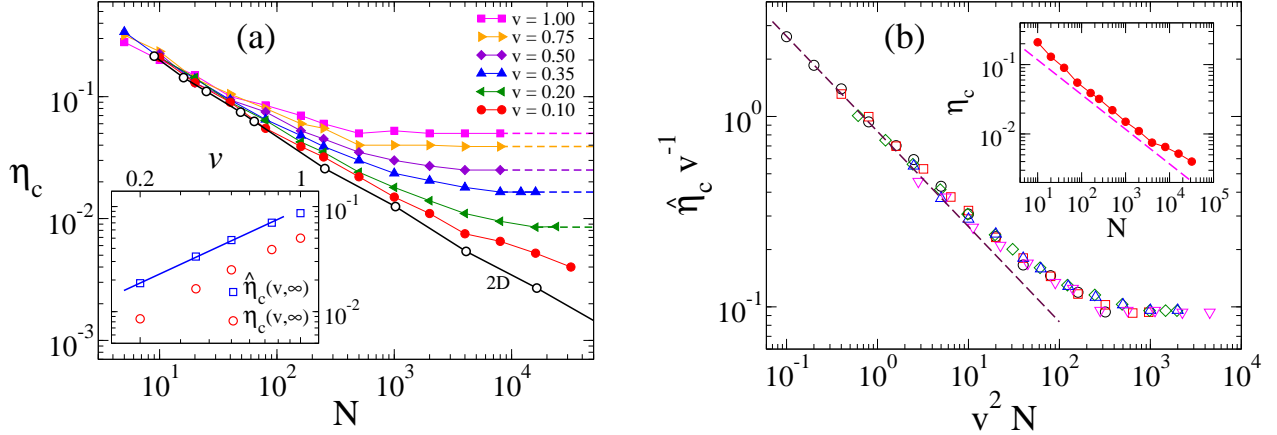 (a)
v = 1.00
v = 0.75
v = 0.50
v = 0.35
v = 0.20
v = 0.10
10^-1
10^-2
10^-3
η_c
10^1
10^2
10^3
10^4
N
2D
v
0.2
1
10^-1
10^-2
η̂_c(v,∞)
η_c(v,∞)
(b)
10^0
10^-1
η̂_c v^-1
10^-1
10^0
10^1
10^2
10^3
10^4
v^2 N
η_c
10^-1
10^-2
10^0
10^1
10^2
10^3
10^4
10^5
N